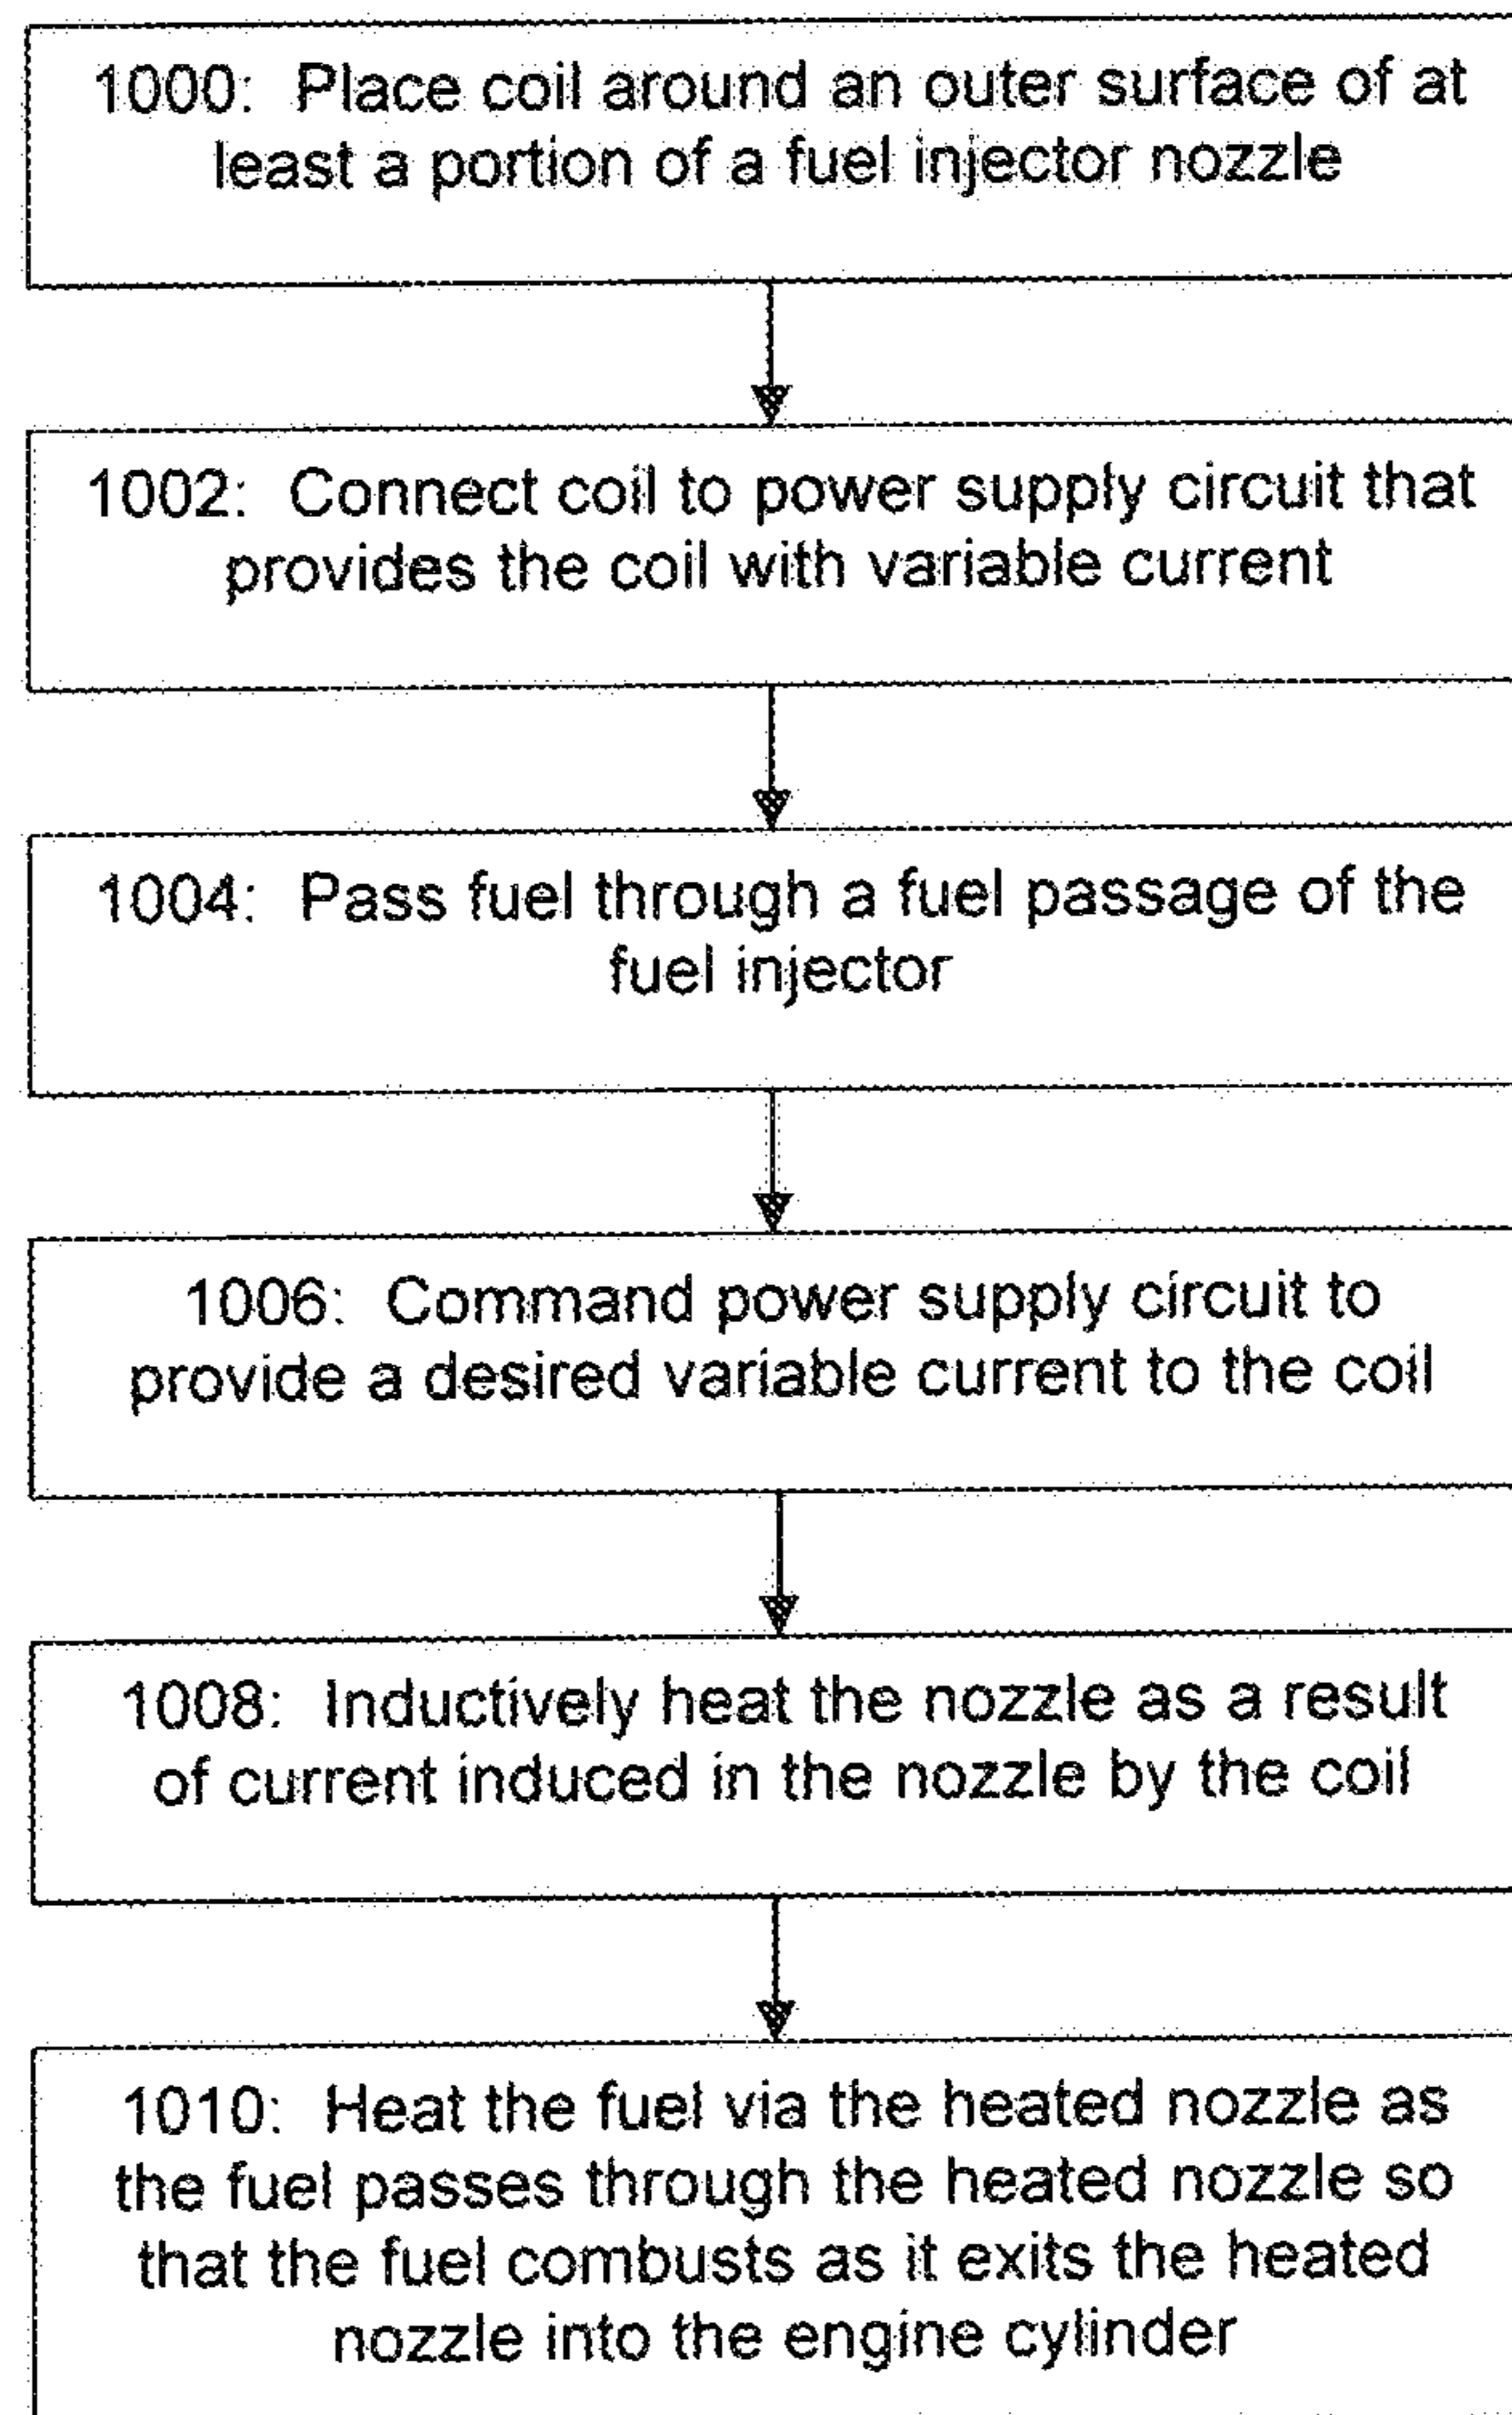 1000: Place coil around an outer surface of at
least a portion of a fuel injector nozzle
1002: Connect coil to power supply circuit that
provides the coil with variable current
1004: Pass fuel through a fuel passage of the
fuel injector
1006: Command power supply circuit to
provide a desired variable current to the coil
1008: Inductively heat the nozzle as a result
of current induced in the nozzle by the coil
1010: Heat the fuel via the heated nozzle as
the fuel passes through the heated nozzle so
that the fuel combusts as it exits the heated
nozzle into the engine cylinder